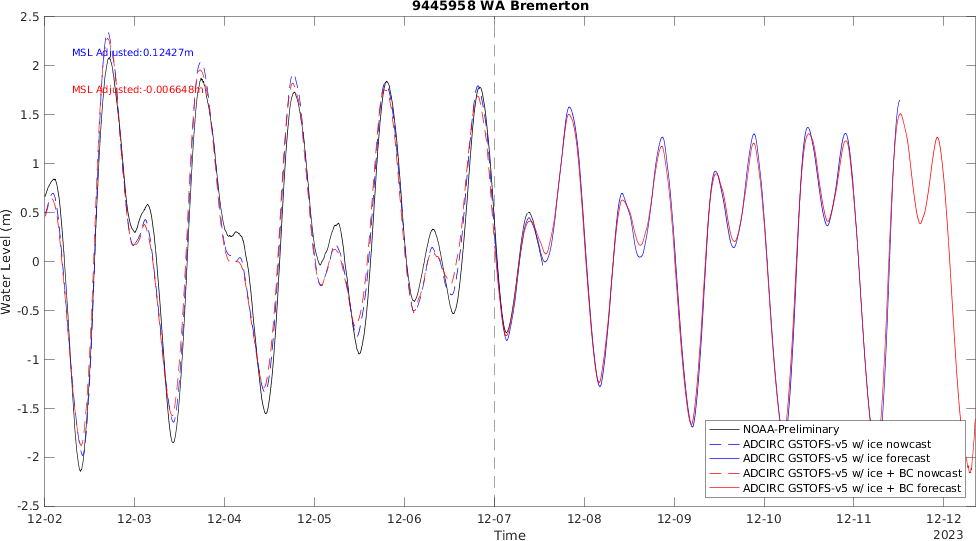 9445958 WA Bremerton
2.5
2
1.5
1
0.5
0
-0.5
-1
-1.5
-2
-2.5
Water Level (m)
MSL Adjusted:0.12427m
MSL Adjusted:-0.006648m
NOAA-Preliminary
ADCIRC GSTOFS-v5 w/ ice nowcast
ADCIRC GSTOFS-v5 w/ ice forecast
ADCIRC GSTOFS-v5 w/ ice + BC nowcast
ADCIRC GSTOFS-v5 w/ ice + BC forecast
12-02 12-03 12-04 12-05 12-06 12-07 12-08 12-09 12-10 12-11 12-12
2023
Time